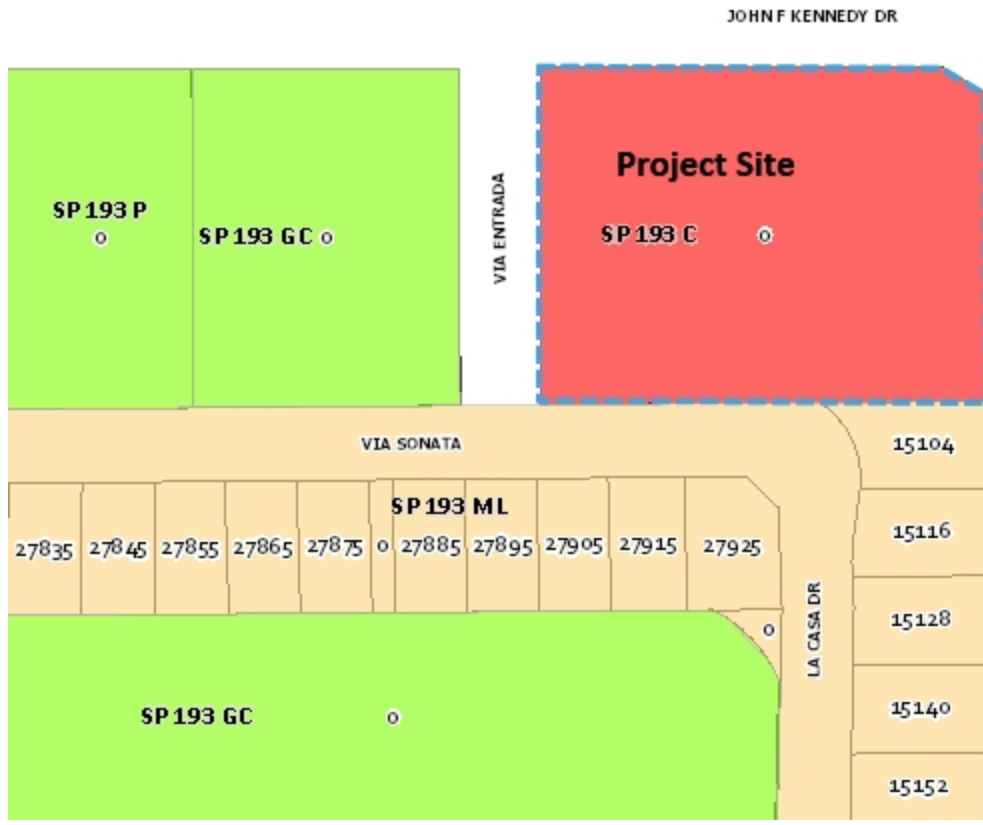 JOHN F KENNEDY DR
Project Site
SP 193 P
o
SP 193 GC o
VIA ENTRADA
SP 193 C o
VIA SONATA
15104
SP 193 ML
27835 27845 27855 27865 27875 o 27885 27895 27905 27915 27925
15116
LA CASA DR
o
15128
SP 193 GC o
15140
15152